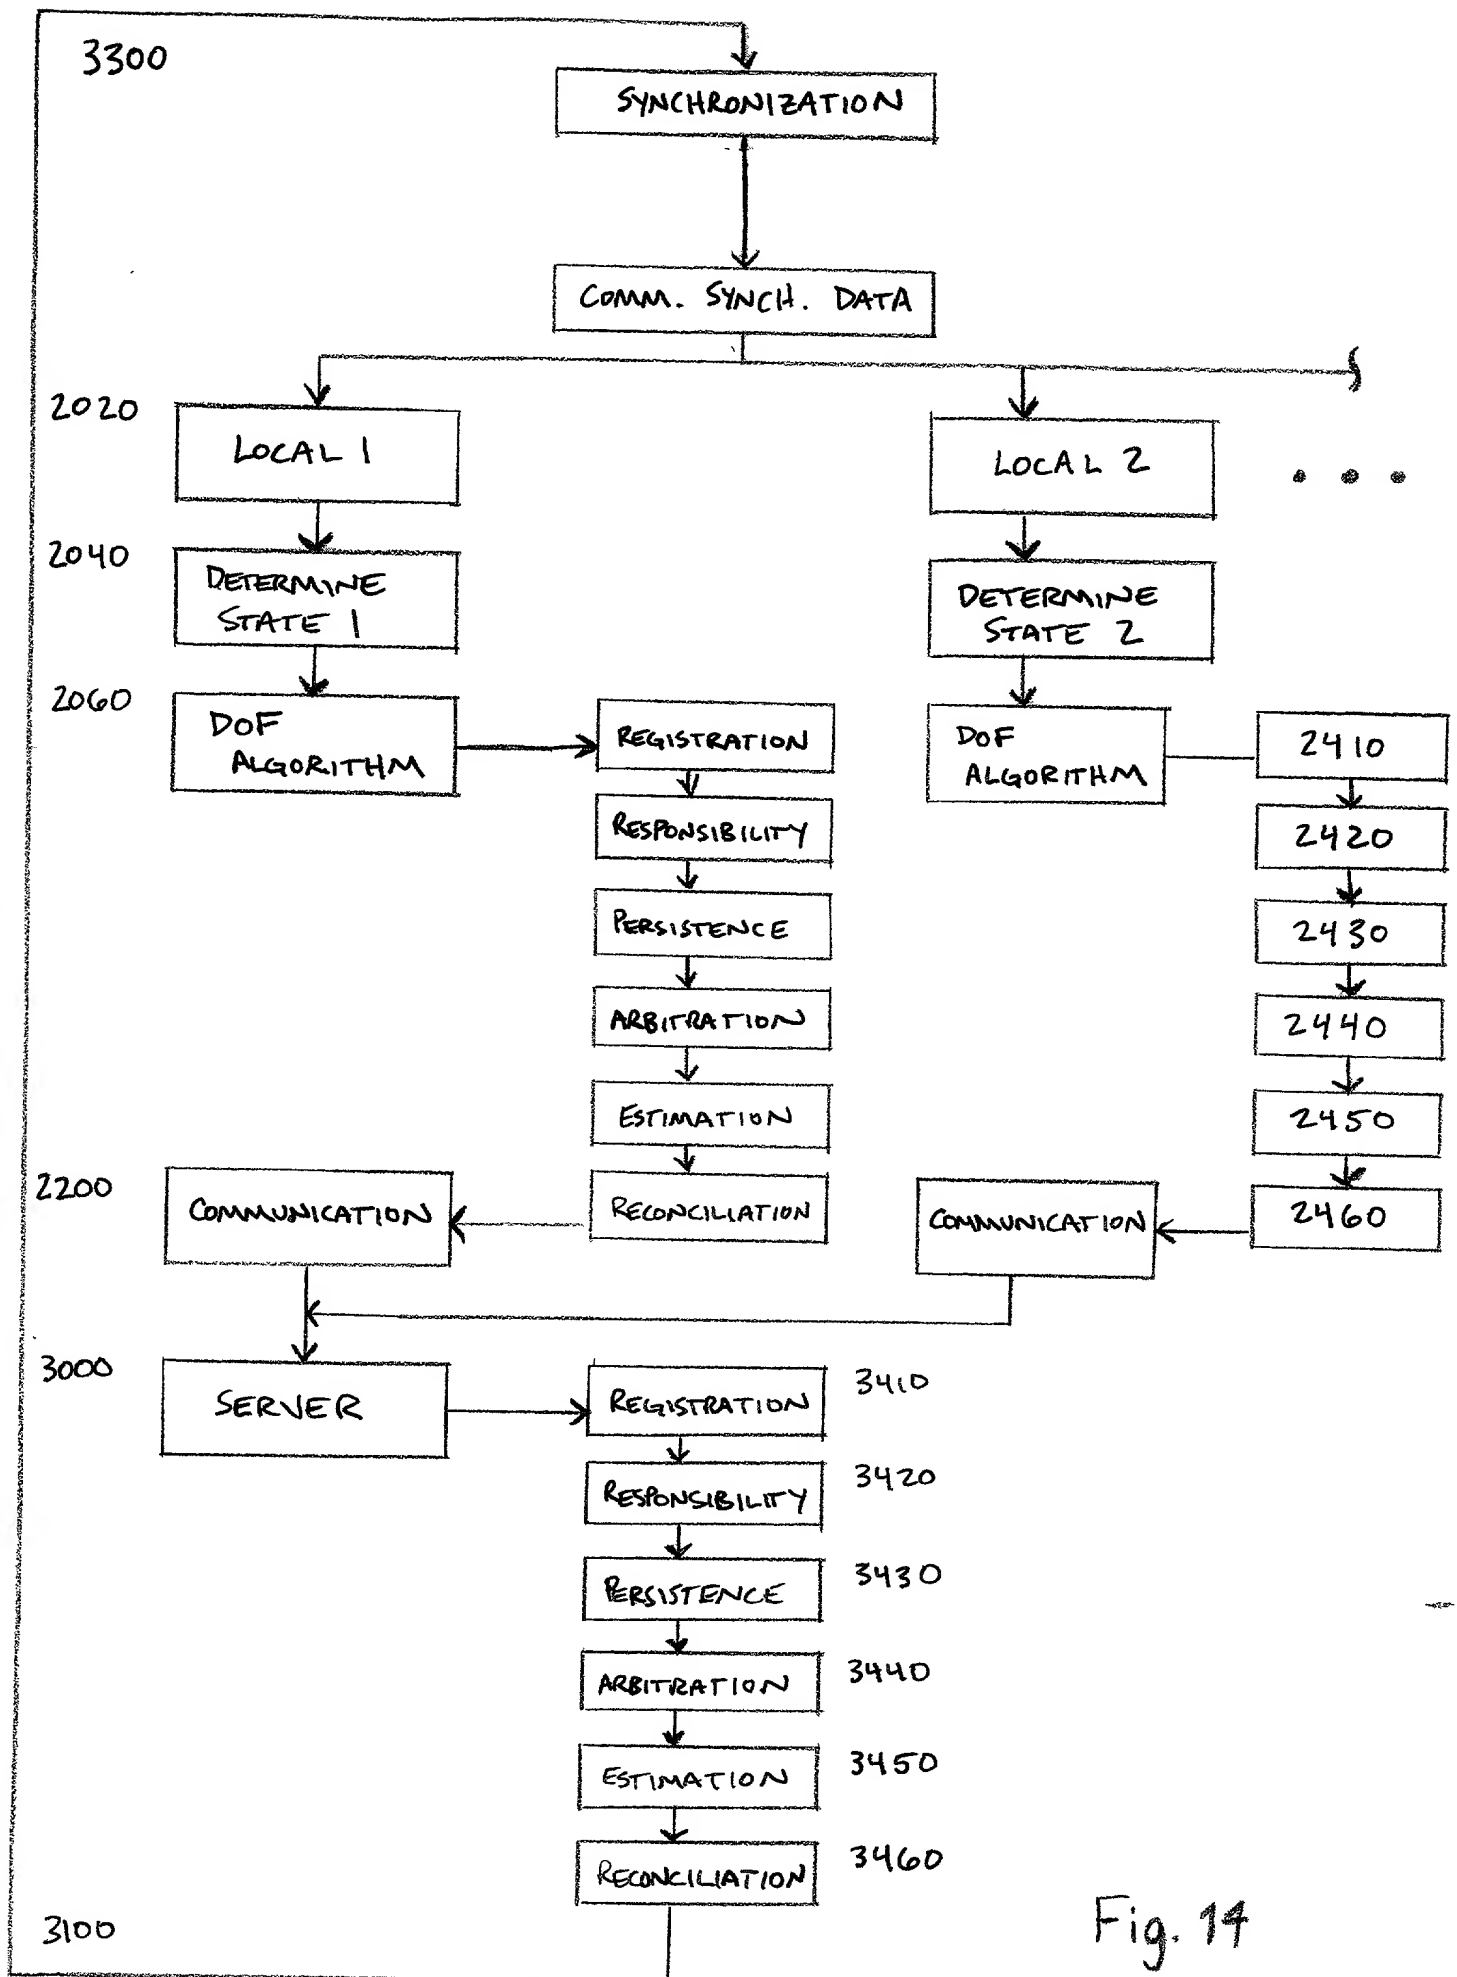 3300
SYNCHRONIZATION
COMM. SYNCH. DATA
2020
LOCAL 1
LOCAL 2
2040
DETERMINE
STATE 1
DETERMINE
STATE 2
2060
DOF
ALGORITHM
REGISTRATION
RESPONSIBILITY
PERSISTENCE
ARBITRATION
ESTIMATION
RECONCILIATION
DOF
ALGORITHM
2410
2420
2430
2440
2450
2460
2200
COMMUNICATION
COMMUNICATION
3000
SERVER
REGISTRATION 3410
RESPONSIBILITY 3420
PERSISTENCE 3430
ARBITRATION 3440
ESTIMATION 3450
RECONCILIATION 3460
3100
Fig. 14